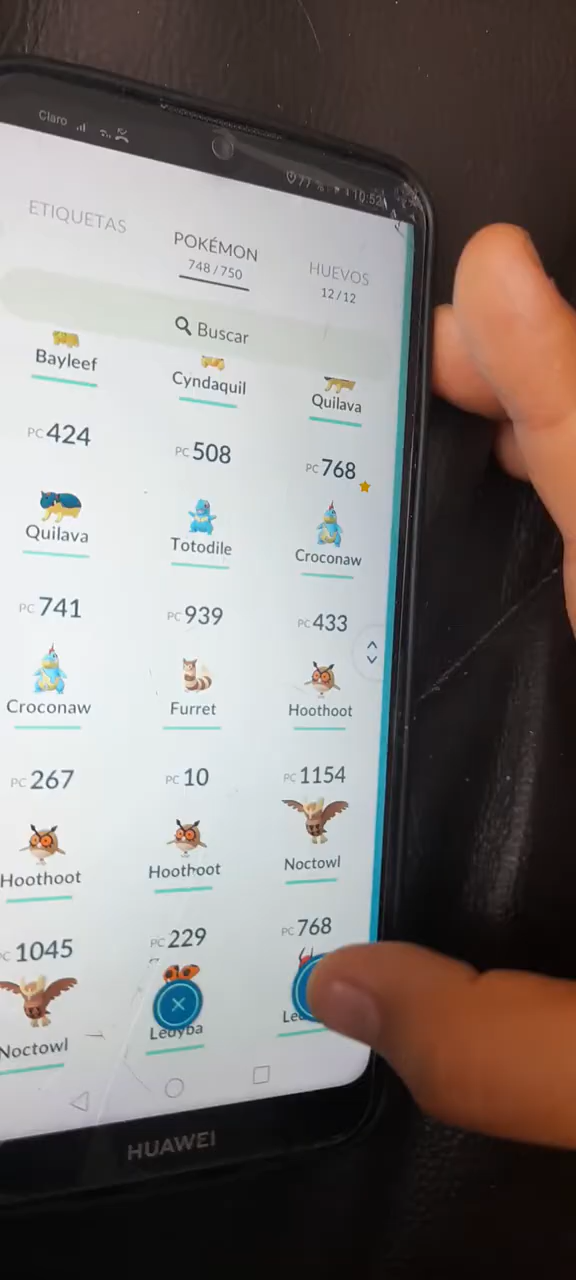 Claro
77 % 10:52
ETIQUETAS POKÉMON HUEVOS
748 / 750 12 / 12
Buscar
Bayleef Cyndaquil Quilava
PC 424 PC 508 PC 768
Quilava Totodile Croconaw
PC 741 PC 939 PC 433
Croconaw Furret Hoothoot
PC 267 PC 10 PC 1154
Hoothoot Hoothoot Noctowl
PC 1045 PC 229 PC 768
Noctowl Ledyba
HUAWEI